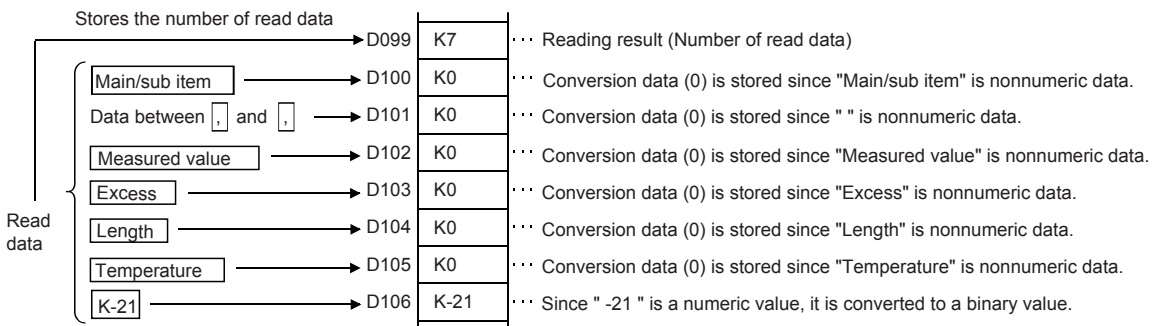 Stores the number of read data
D099 K7 ··· Reading result (Number of read data)
Main/sub item D100 K0 ··· Conversion data (0) is stored since "Main/sub item" is nonnumeric data.
Data between , and , D101 K0 ··· Conversion data (0) is stored since " " is nonnumeric data.
Measured value D102 K0 ··· Conversion data (0) is stored since "Measured value" is nonnumeric data.
Excess D103 K0 ··· Conversion data (0) is stored since "Excess" is nonnumeric data.
Read data
Length D104 K0 ··· Conversion data (0) is stored since "Length" is nonnumeric data.
Temperature D105 K0 ··· Conversion data (0) is stored since "Temperature" is nonnumeric data.
K-21 D106 K-21 ··· Since " -21 " is a numeric value, it is converted to a binary value.